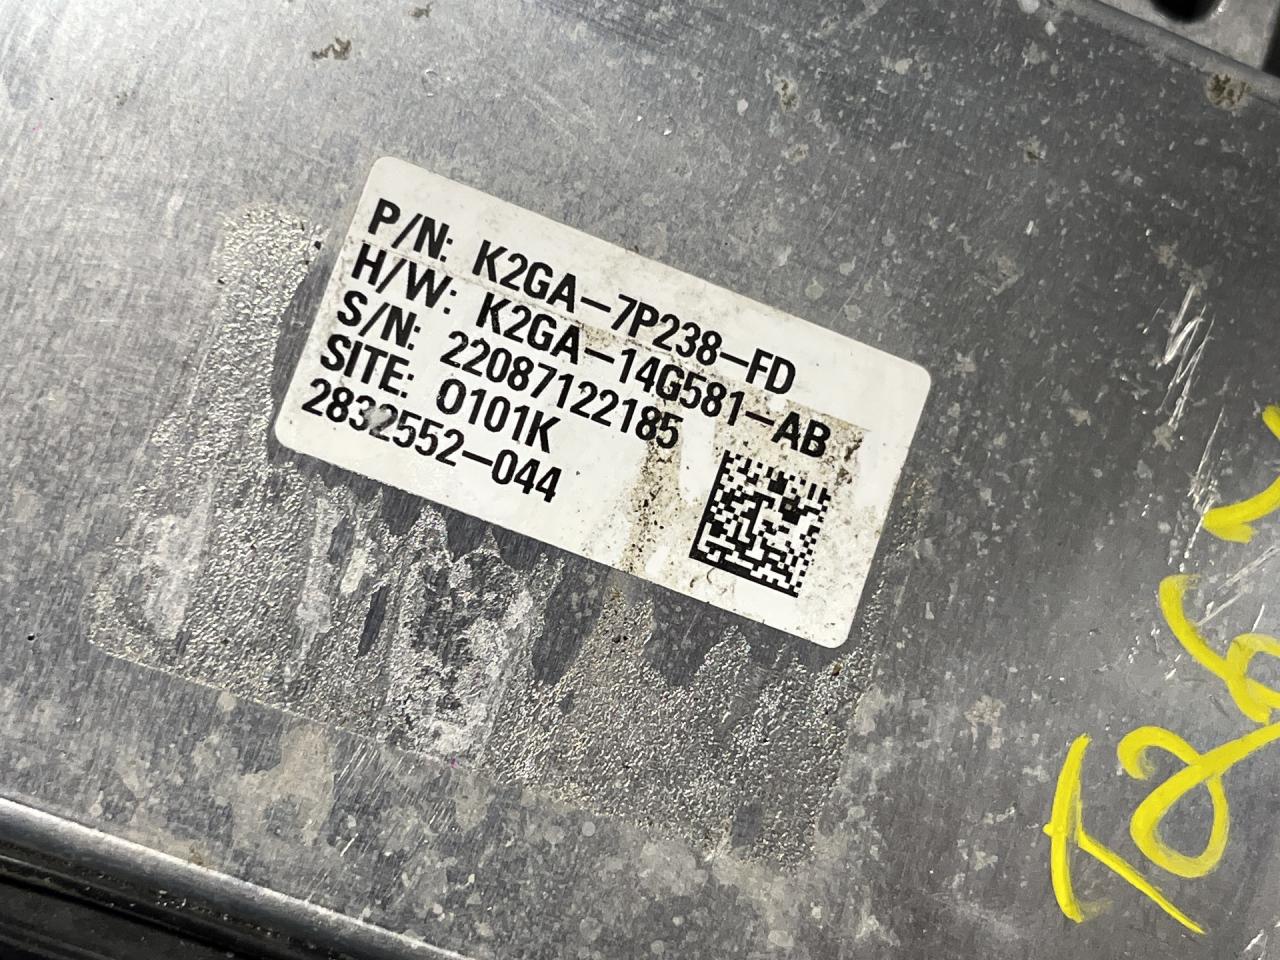 P/N: K2GA-7P238-FD
H/W: K2GA-14G581-AB
S/N: 22087122185
SITE: 0101K
2832552-044